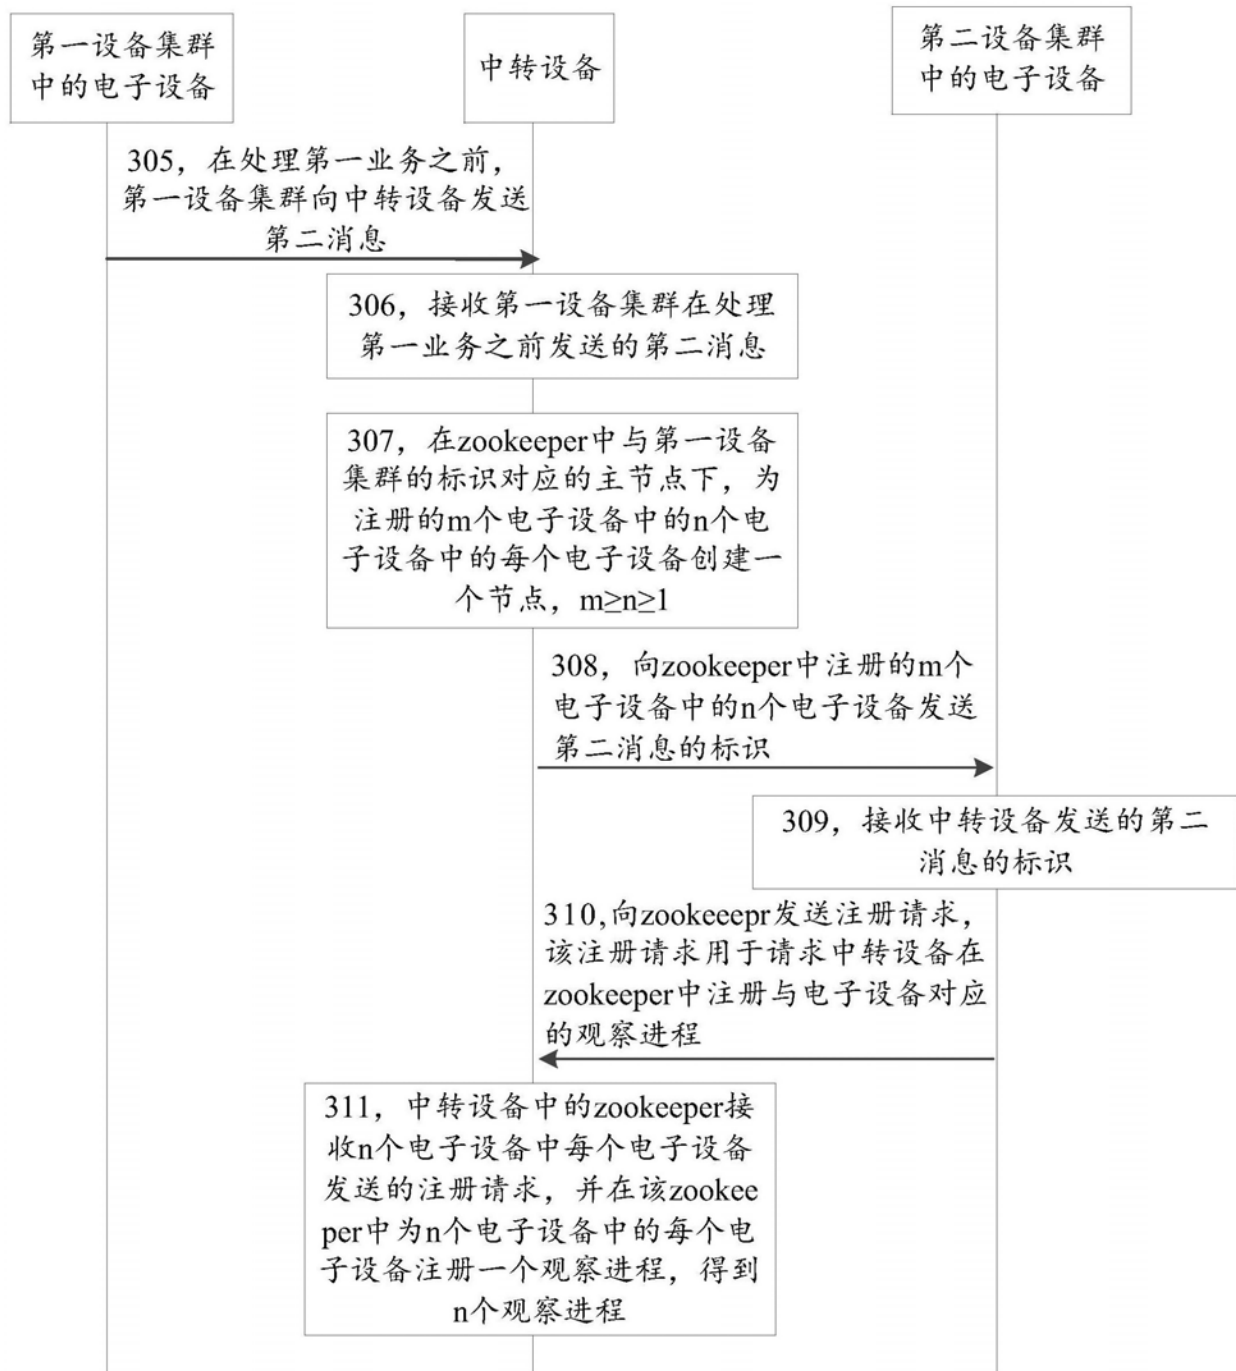 第一设备集群
中的电子设备
中转设备
第二设备集群
中的电子设备
305，在处理第一业务之前，
第一设备集群向中转设备发送
第二消息
306，接收第一设备集群在处理
第一业务之前发送的第二消息
307，在zookeeper中与第一设备
集群的标识对应的主节点下，为
注册的m个电子设备中的n个电
子设备中的每个电子设备创建一
个节点，m≥n≥1
308，向zookeeper中注册的m个
电子设备中的n个电子设备发送
第二消息的标识
309，接收中转设备发送的第二
消息的标识
310,向zookeeepr发送注册请求，
该注册请求用于请求中转设备在
zookeeper中注册与电子设备对应
的观察进程
311，中转设备中的zookeeper接
收n个电子设备中每个电子设备
发送的注册请求，并在该zookee
per中为n个电子设备中的每个电
子设备注册一个观察进程，得到
n个观察进程